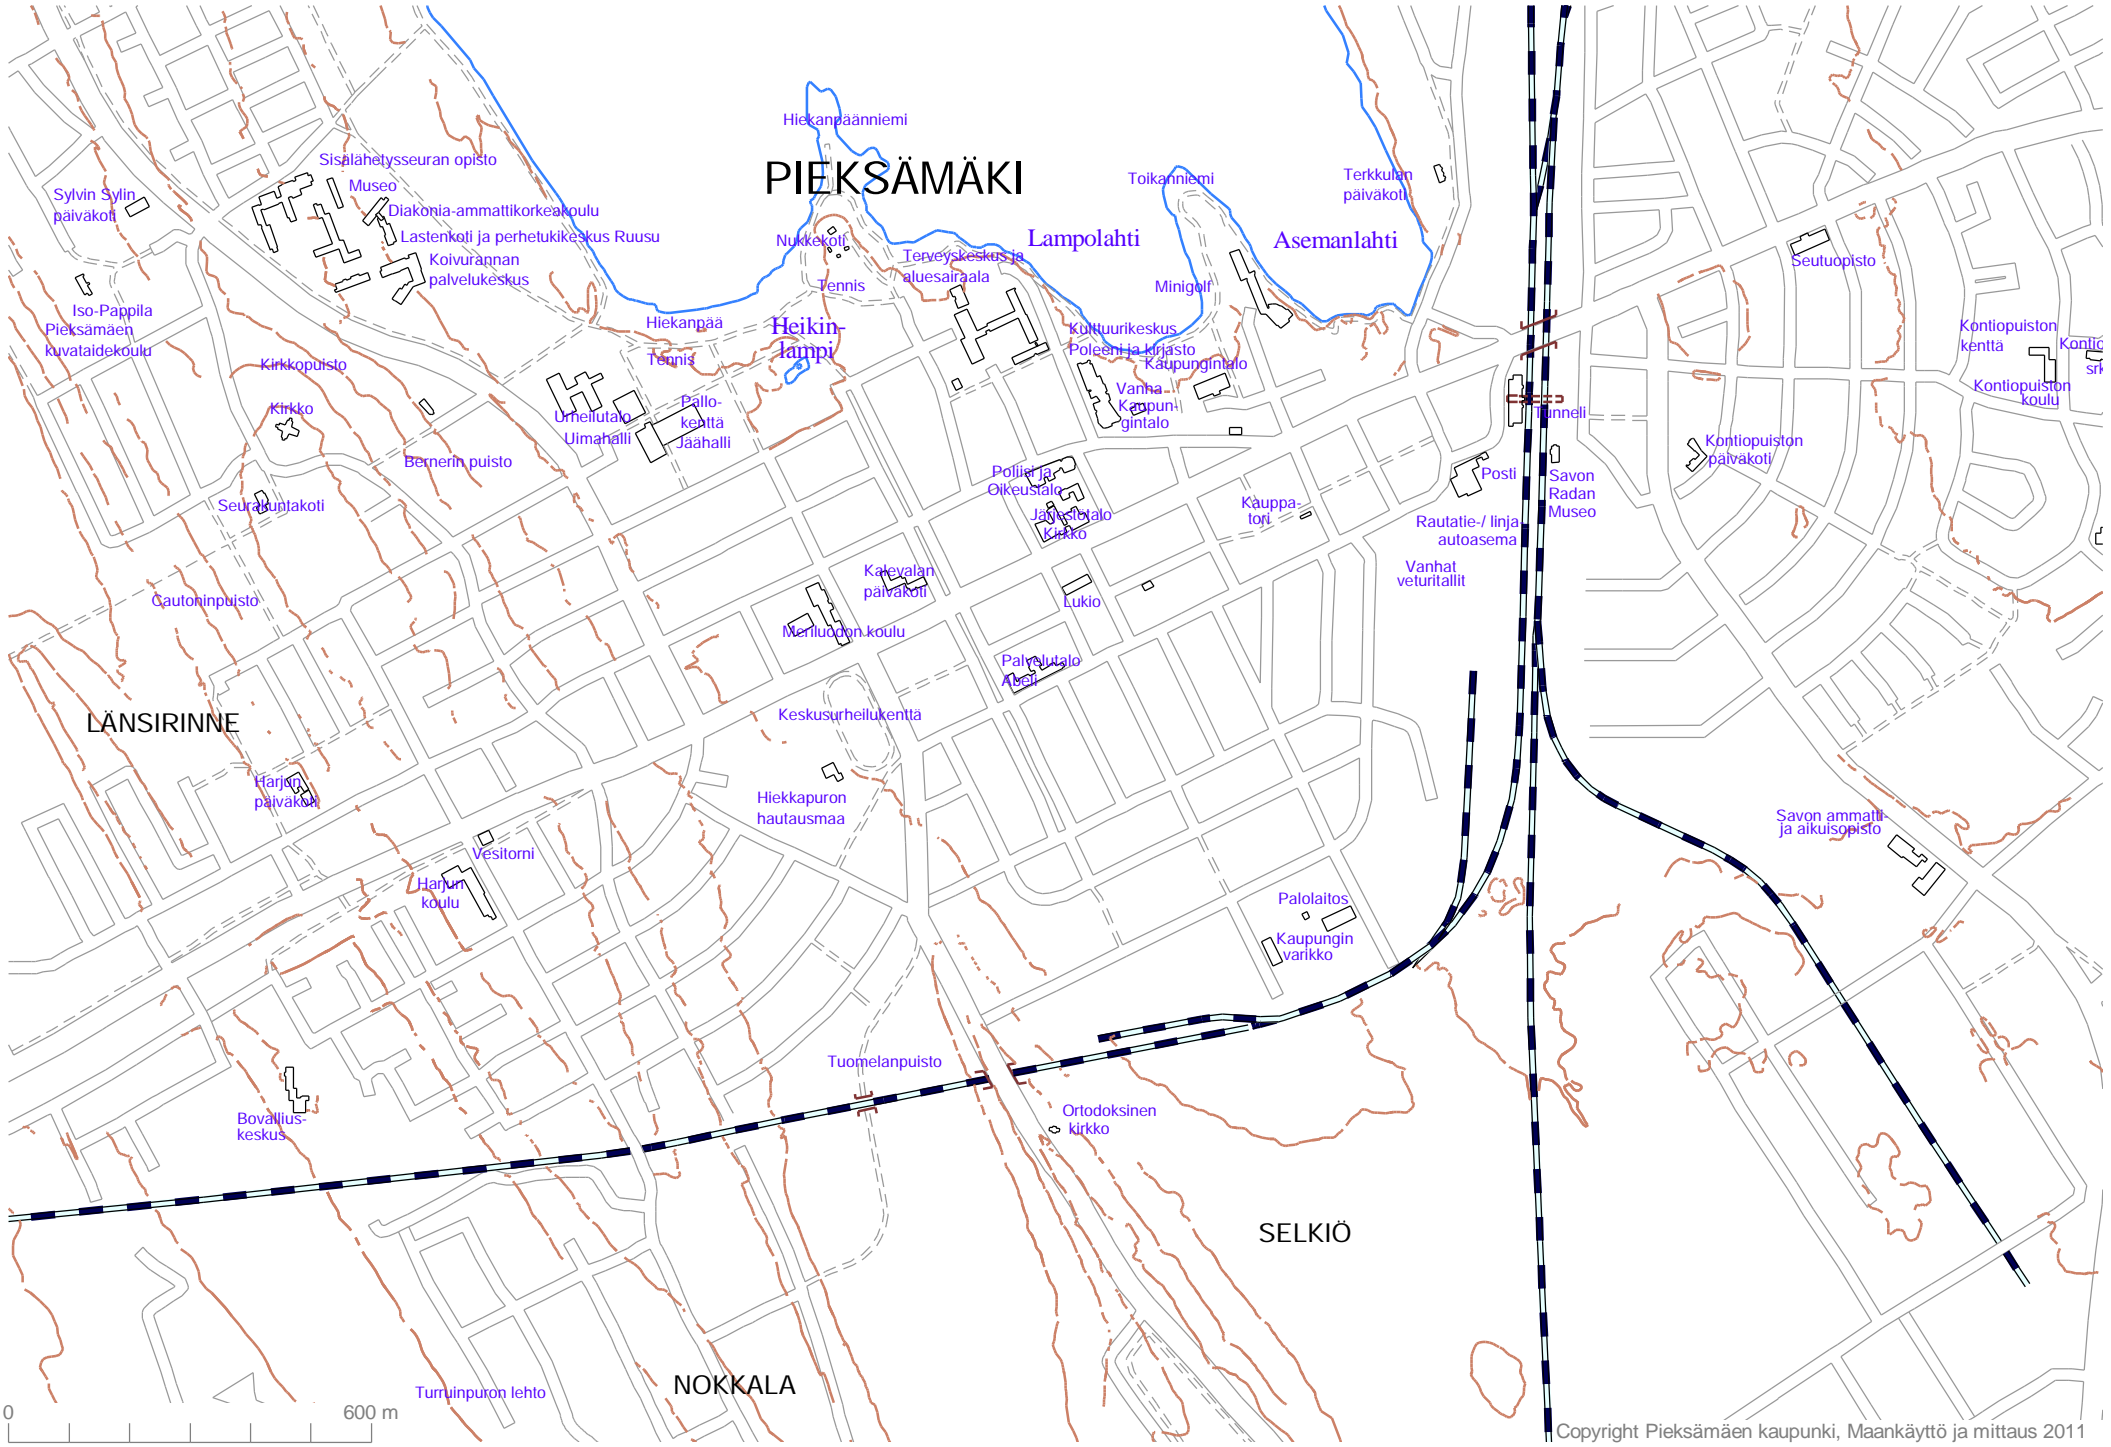 Hiekanpäänniemi
PIEKSÄMÄKI
Sisälähetysseuran opisto
Museo
Sylvin Sylin
päiväkoti
Diakonia-ammattikorkeakoulu
Lastenkoti ja perhetukikeskus Ruusu
Koivurannan
palvelukeskus
Toikanniemi
Terkkulan
päiväkoti
Nukkekoti
Lampolahti
Asemanlahti
Terveyskeskus ja
aluesairaala
Tennis
Minigolf
Seutuopisto
Iso-Pappila
Pieksämäen
kuvataidekoulu
Hiekanpää
Tennis
Heikin-
lampi
Kulttuurikeskus
Poleeni ja kirjasto
Kaupungintalo
Vanha
Kaupun-
gintalo
Kontiopuiston
kenttä
Kontio
srk
Kontiopuiston
koulu
Kirkkopuisto
Kirkko
Urheilutalo
Uimahalli
Pallo-
kenttä
Jäähalli
Tunneli
Bernerin puisto
Seurakuntakoti
Poliisi ja
Oikeustalo
Järjestötalo
Kirkko
Kauppa-
tori
Posti
Savon
Radan
Museo
Kontiopuiston
päiväkoti
Rautatie-/ linja
autoasema
Vanhat
veturitallit
Cautoninpuisto
Kalevalan
päiväkoti
Lukio
Meriluodon koulu
Palvelutalo
Abeli
LÄNSIRINNE
Keskusurheilukenttä
Harjun
päiväkoti
Hiekkapuron
hautausmaa
Savon ammatti-
ja aikuisopisto
Vesitorni
Harjun
koulu
Palolaitos
Kaupungin
varikko
Tuomelanpuisto
Bovallius-
keskus
Ortodoksinen
kirkko
SELKIÖ
NOKKALA
Turruinpuron lehto
0 600 m
Copyright Pieksämäen kaupunki, Maankäyttö ja mittaus 2011